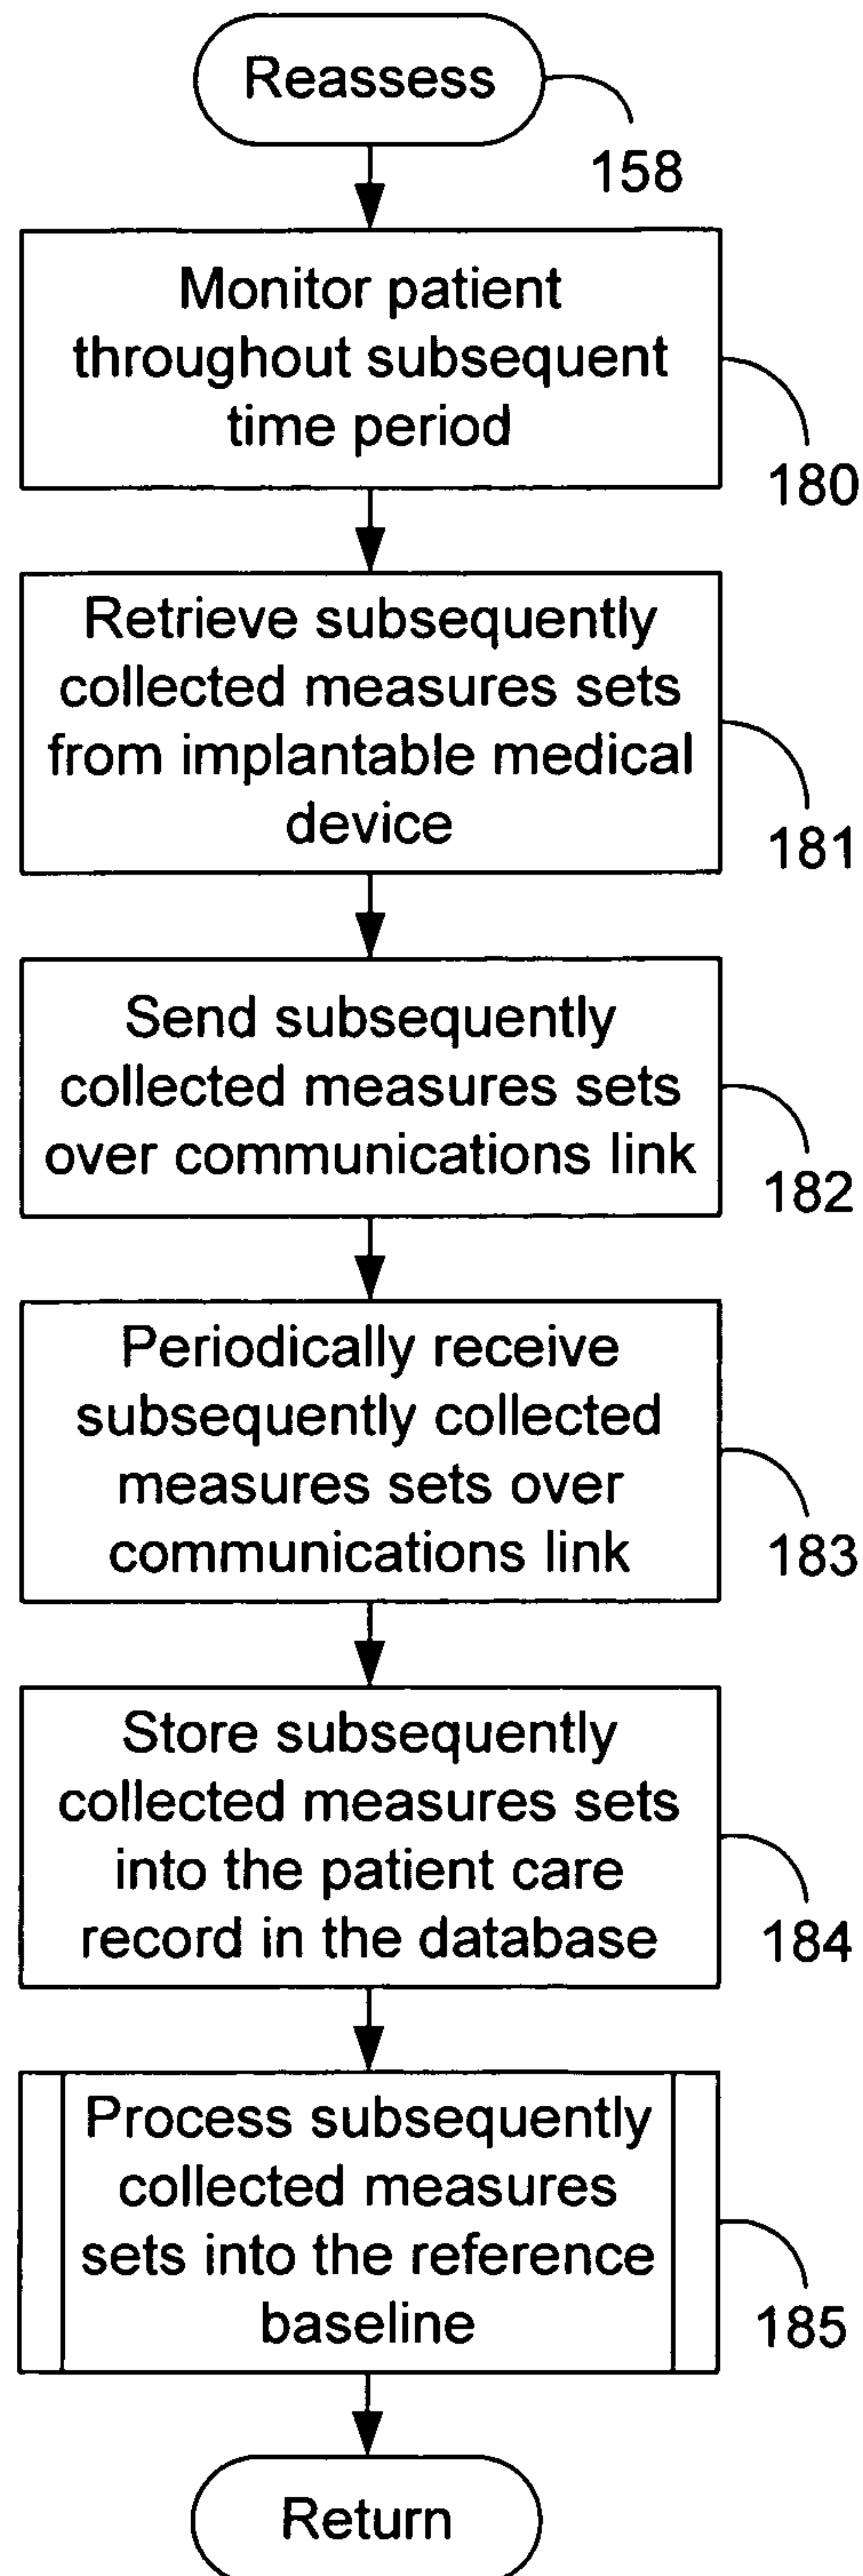 Reassess
158
Monitor patient
throughout subsequent
time period
180
Retrieve subsequently
collected measures sets
from implantable medical
device
181
Send subsequently
collected measures sets
over communications link
182
Periodically receive
subsequently collected
measures sets over
communications link
183
Store subsequently
collected measures sets
into the patient care
record in the database
184
Process subsequently
collected measures
sets into the reference
baseline
185
Return